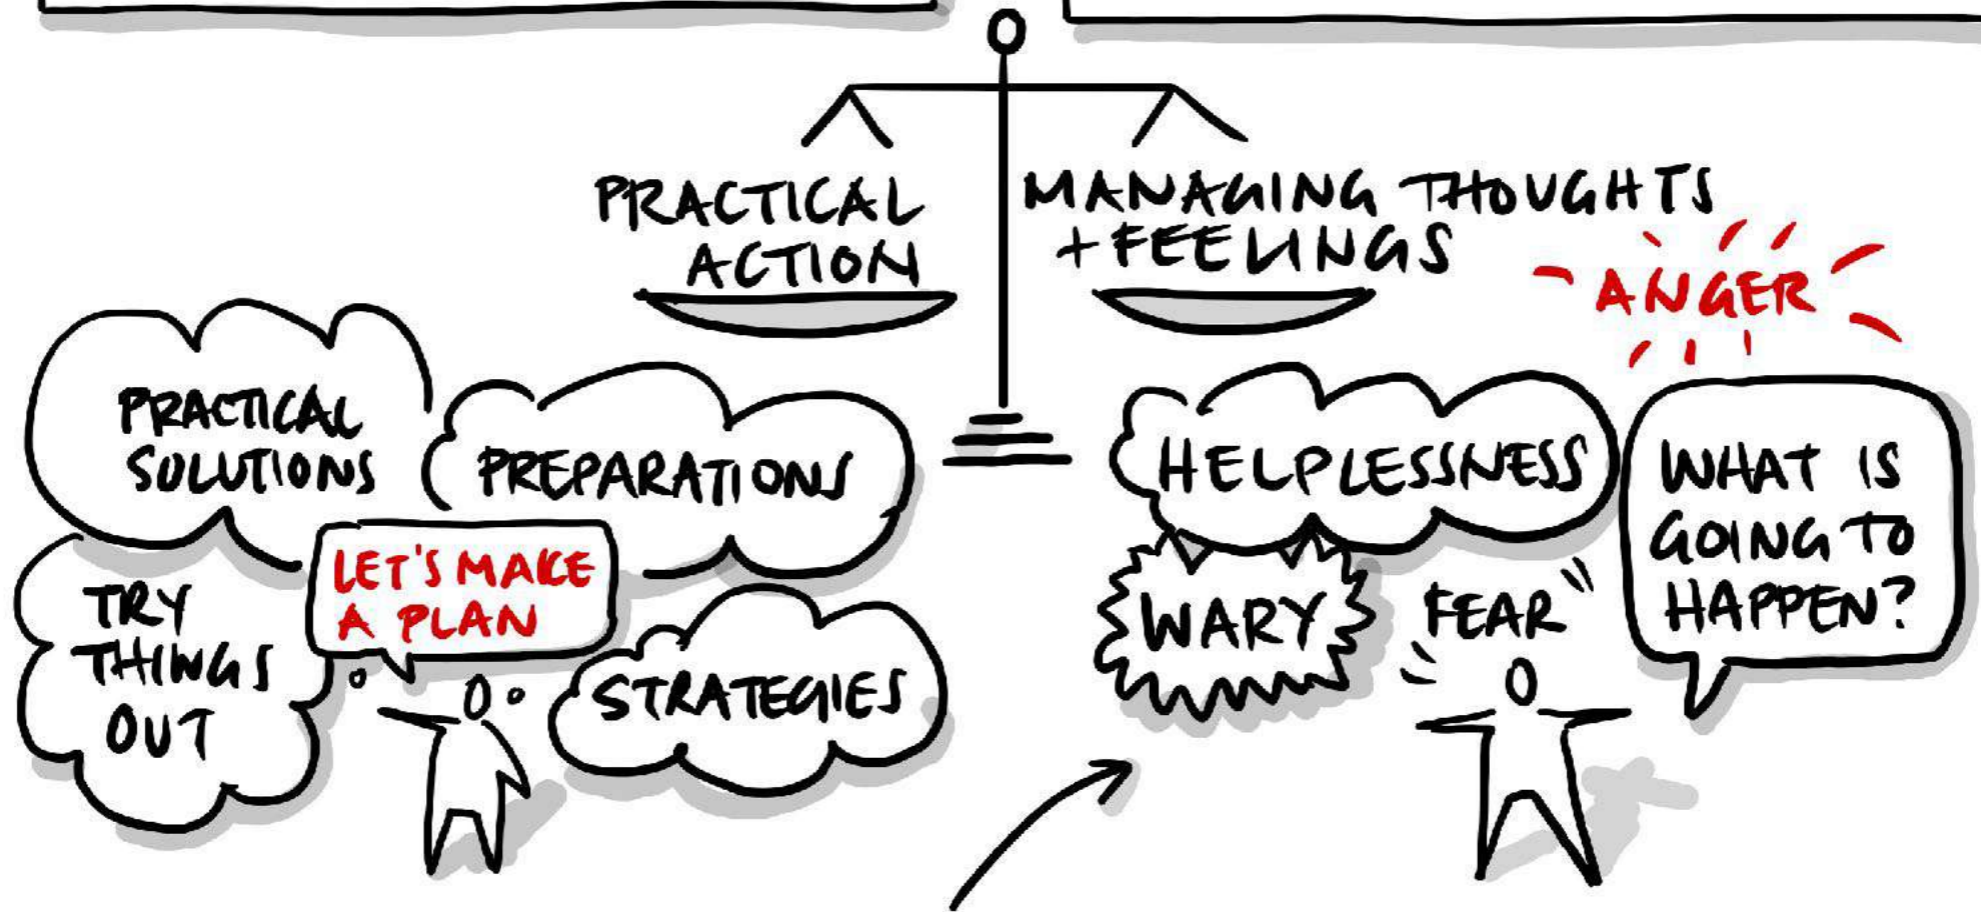 PRACTICAL
ACTION
MANAGING THOUGHTS
+ FEELINGS
ANGER
PRACTICAL
SOLUTIONS
PREPARATIONS
LET'S MAKE
A PLAN
TRY
THINGS
OUT
STRATEGIES
HELPLESSNESS
WARY
FEAR
WHAT IS
GOING TO
HAPPEN?